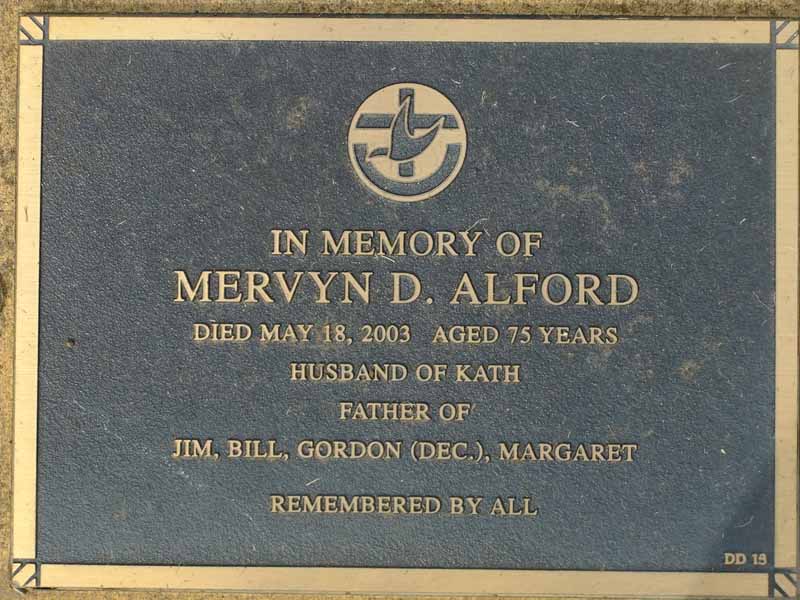 IN MEMORY OF
MERVYN D. ALFORD
DIED MAY 18, 2003 AGED 75 YEARS
HUSBAND OF KATH
FATHER OF
JIM, BILL, GORDON (DEC.), MARGARET
REMEMBERED BY ALL
DD 19